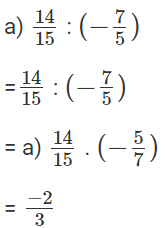 a) 14/15 : (−7/5)
=14/15 : (−7/5)
= a) 14/15 . (−5/7)
= −2/3